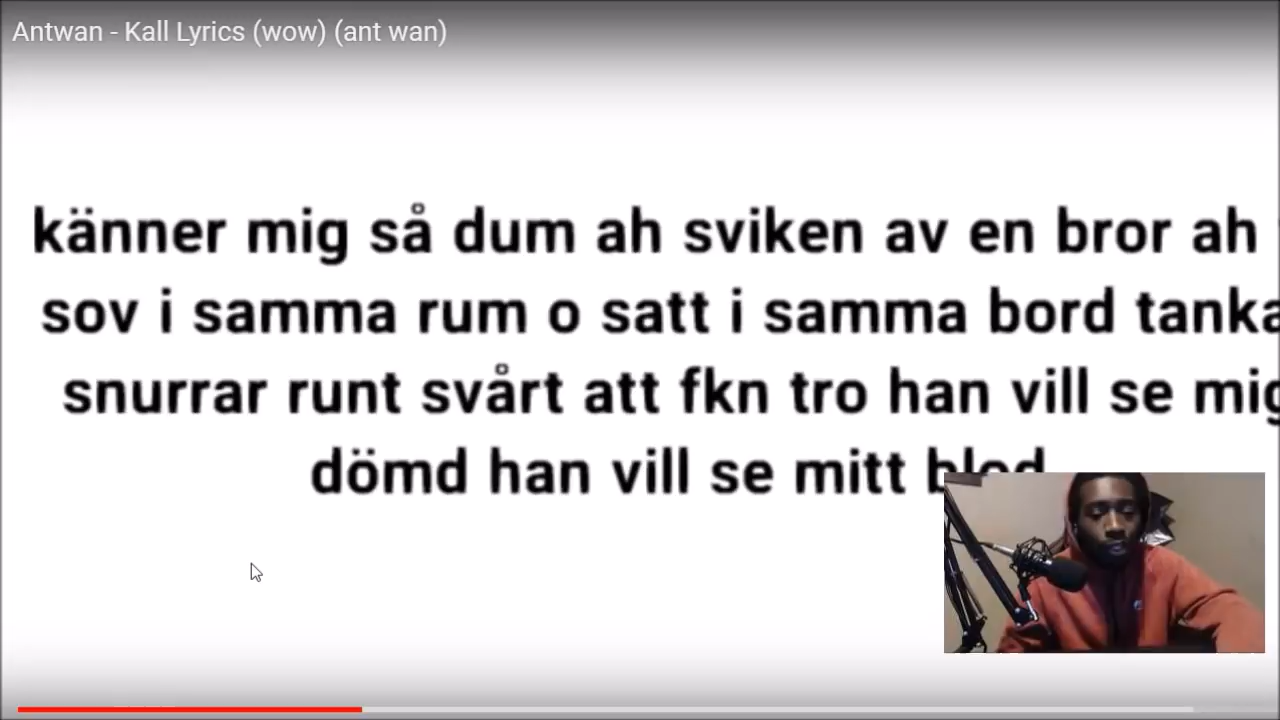 Antwan - Kall Lyrics (wow) (ant wan)
känner mig så dum ah sviken av en bror ah
sov i samma rum o satt i samma bord
snurrar runt svårt att fkn tro han vill se
dömd han vill se mitt